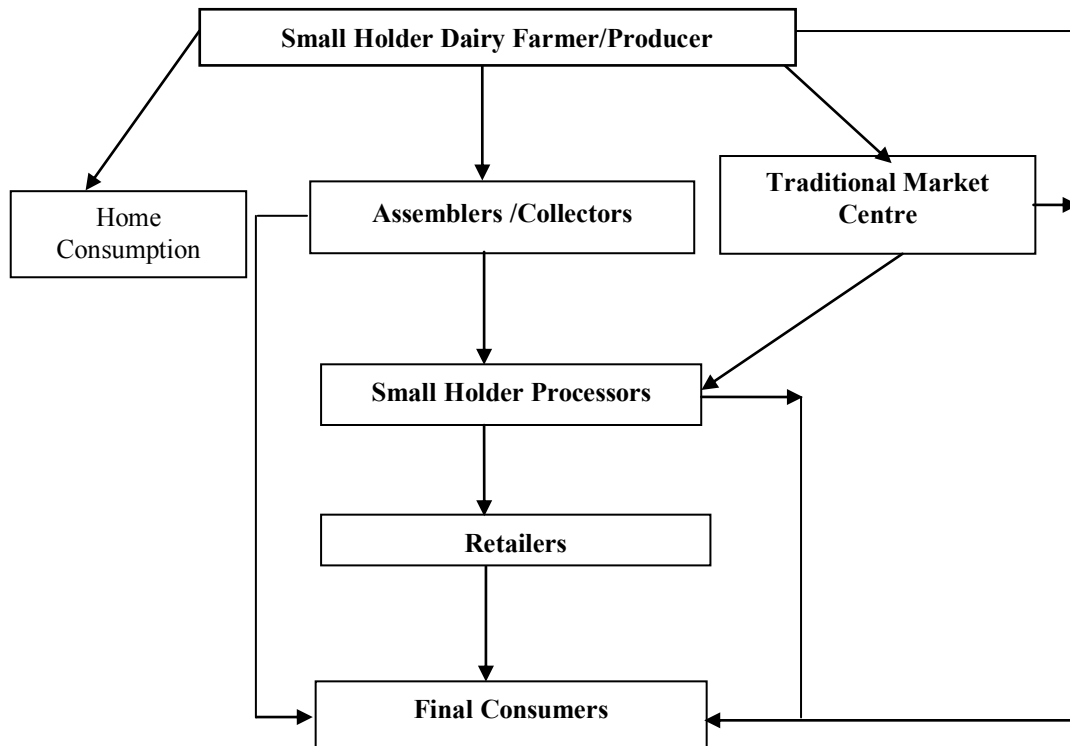 Small Holder Dairy Farmer/Producer
Home
Consumption
Assemblers /Collectors
Traditional Market
Centre
Small Holder Processors
Retailers
Final Consumers